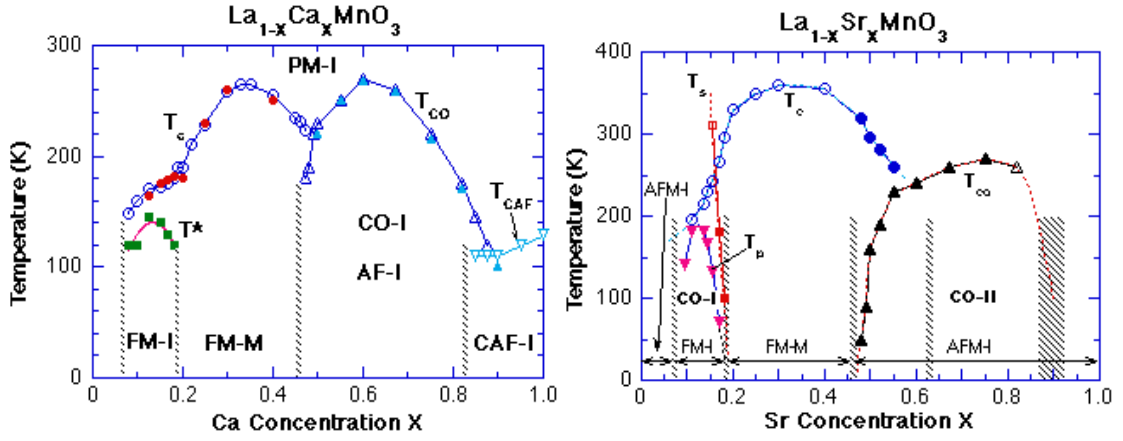 La1-XCaXMnO3
300
200
100
0
Temperature (K)
PM-I
Tc
TCO
T*
TCAF
CO-I
AF-I
FM-I
FM-M
CAF-I
0
0.2
0.4
0.6
0.8
1.0
Ca Concentration X
La1-XSrXMnO3
400
300
200
100
0
Temperature (K)
Ts
Tc
AFM-I
Tp
Tco
CO-I
CO-II
FM-I
FM-M
AFM-I
0.0
0.2
0.4
0.6
0.8
1.0
Sr Concentration X